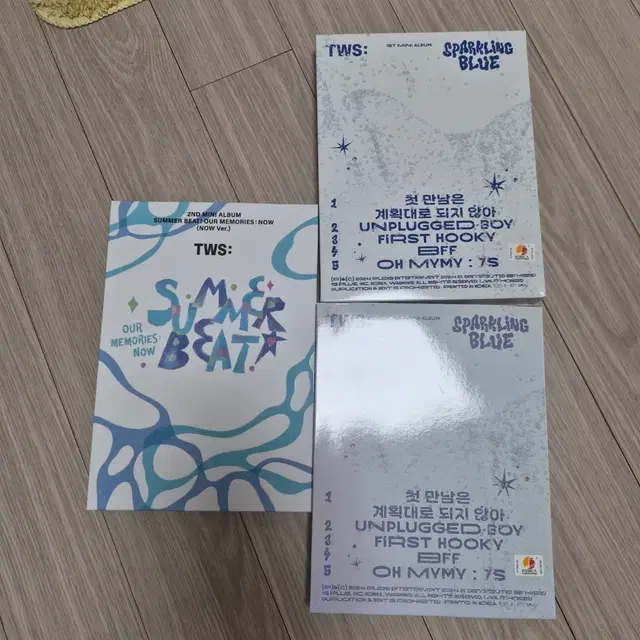 2ND MINI ALBUM
SUMMER BEAT! OUR MEMORIES : NOW
(NOW Ver.)
TWS:
SUMMER
BEAT!
OUR
MEMORIES:
NOW
TWS:
1ST MINI ALBUM
SPARKLING
BLUE
1 첫 만남은
계획대로 되지 않아
2 UNPLUGGED BOY
3 FIRST HOOKY
4 BFF
5 OH MYMY : 7S
TWS:
ALBUM
SPARKLING
BLUE
1 첫 만남은
계획대로 되지 않아
2 UNPLUGGED BOY
3 FIRST HOOKY
4 BFF
5 OH MYMY : 7S